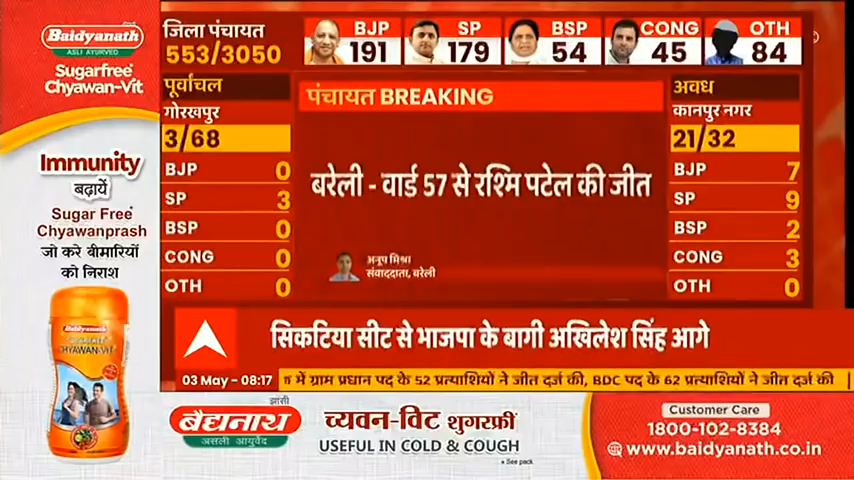 Baidyanath
ASLI AYURVED
Sugarfree*
Chyawan-Vit
Immunity
बढ़ायें
Sugar Free*
Chyawanprash
जो करे बीमारियों
को निराश
Baidyanath
CHYAWAN-VIT
जिला पंचायत
553/3050
BJP
191
SP
179
BSP
54
CONG
45
OTH
84
पूर्वांचल
गोरखपुर
3/68
BJP 0
SP 3
BSP 0
CONG 0
OTH 0
पंचायत BREAKING
बरेली - वार्ड 57 से रश्मि पटेल की जीत
अनूप मिश्रा
संवाददाता, बरेली
अवध
कानपुर नगर
21/32
BJP 7
SP 9
BSP 2
CONG 3
OTH 0
सिकटिया सीट से भाजपा के बागी अखिलेश सिंह आगे
03 May - 08:17
में ग्राम प्रधान पद के 52 प्रत्याशियों ने जीत दर्ज की, BDC पद के 62 प्रत्याशियों ने जीत दर्ज की
झांसी
बैद्यनाथ
असली आयुर्वेद
च्यवन-विट शुगरफ्री*
USEFUL IN COLD & COUGH
* See pack
Customer Care
1800-102-8384
www.baidyanath.co.in